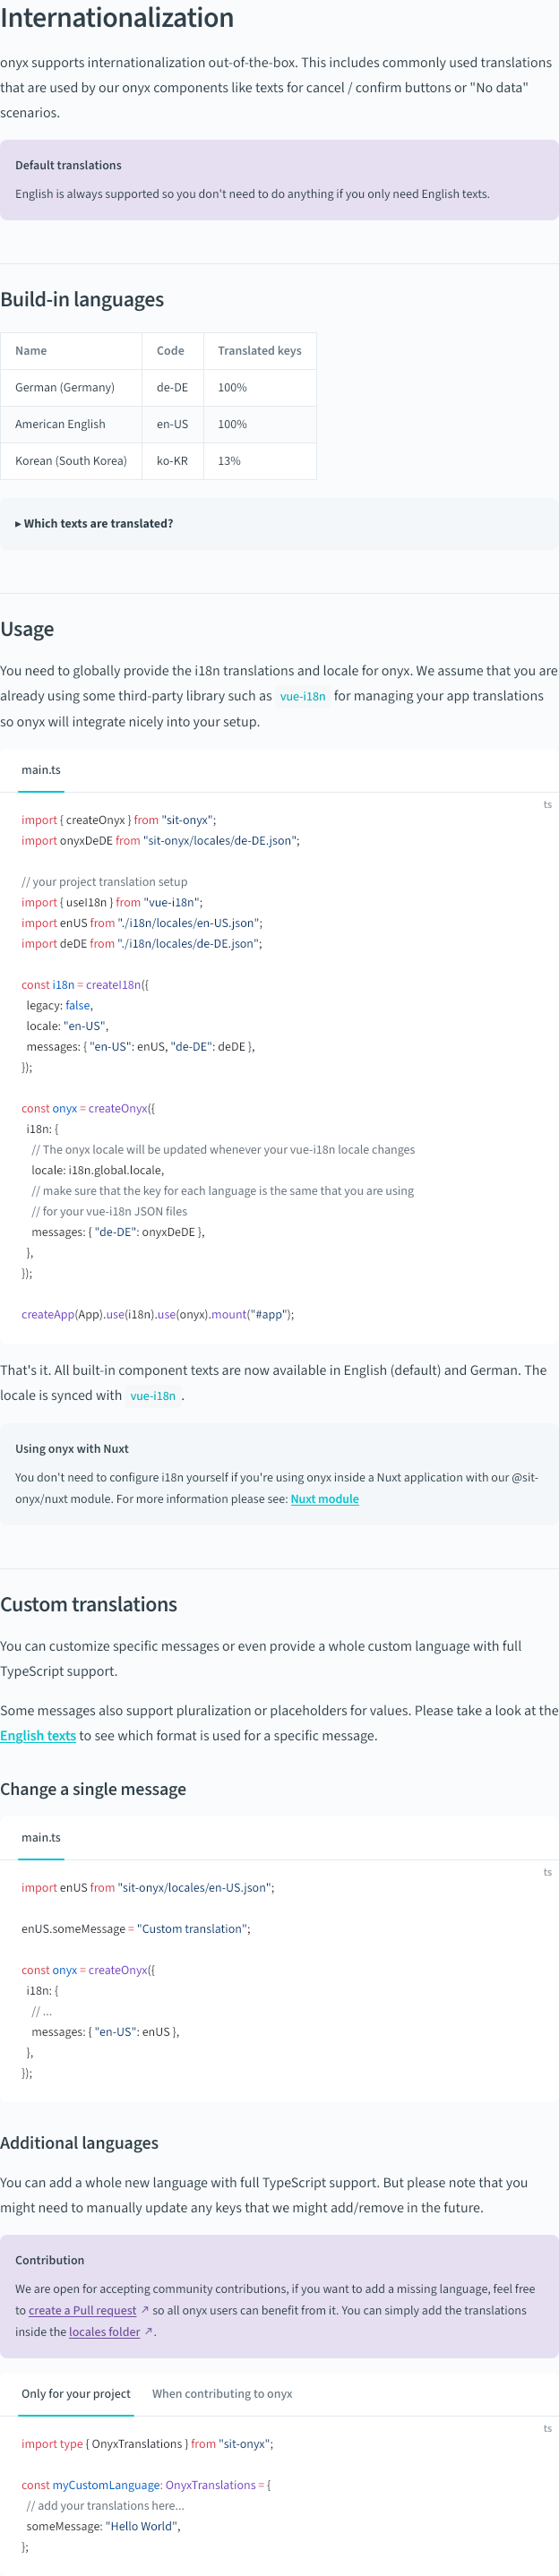 Internationalization
onyx supports internationalization out-of-the-box. This includes commonly used translations
that are used by our onyx components like texts for cancel / confirm buttons or "No data"
scenarios.
Default translations
English is always supported so you don't need to do anything if you only need English texts.
Build-in languages
Name Code Translated keys
German (Germany) de-DE 100%
American English en-US 100%
Korean (South Korea) ko-KR 13%
▸ Which texts are translated?
Usage
You need to globally provide the i18n translations and locale for onyx. We assume that you are
already using some third-party library such as vue-i18n for managing your app translations
so onyx will integrate nicely into your setup.
main.ts
ts
import { createOnyx } from "sit-onyx";
import onyxDeDE from "sit-onyx/locales/de-DE.json";
// your project translation setup
import { useI18n } from "vue-i18n";
import enUS from "./i18n/locales/en-US.json";
import deDE from "./i18n/locales/de-DE.json";
const i18n = createI18n({
legacy: false,
locale: "en-US",
messages: { "en-US": enUS, "de-DE": deDE },
});
const onyx = createOnyx({
i18n: {
// The onyx locale will be updated whenever your vue-i18n locale changes
locale: i18n.global.locale,
// make sure that the key for each language is the same that you are using
// for your vue-i18n JSON files
messages: { "de-DE": onyxDeDE },
},
});
createApp(App).use(i18n).use(onyx).mount("#app");
That's it. All built-in component texts are now available in English (default) and German. The
locale is synced with vue-i18n .
Using onyx with Nuxt
You don't need to configure i18n yourself if you're using onyx inside a Nuxt application with our @sit-
onyx/nuxt module. For more information please see: Nuxt module
Custom translations
You can customize specific messages or even provide a whole custom language with full
TypeScript support.
Some messages also support pluralization or placeholders for values. Please take a look at the
English texts to see which format is used for a specific message.
Change a single message
main.ts
ts
import enUS from "sit-onyx/locales/en-US.json";
enUS.someMessage = "Custom translation";
const onyx = createOnyx({
i18n: {
// ...
messages: { "en-US": enUS },
},
});
Additional languages
You can add a whole new language with full TypeScript support. But please note that you
might need to manually update any keys that we might add/remove in the future.
Contribution
We are open for accepting community contributions, if you want to add a missing language, feel free
to create a Pull request ↗ so all onyx users can benefit from it. You can simply add the translations
inside the locales folder ↗.
Only for your project When contributing to onyx
ts
import type { OnyxTranslations } from "sit-onyx";
const myCustomLanguage: OnyxTranslations = {
// add your translations here...
someMessage: "Hello World",
};